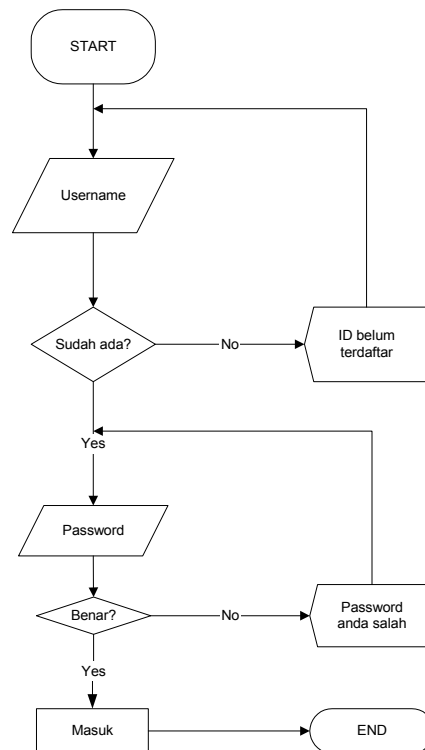 START
Username
Sudah ada?
No
ID belum
terdaftar
Yes
Password
Benar?
No
Password
anda salah
Yes
Masuk
END